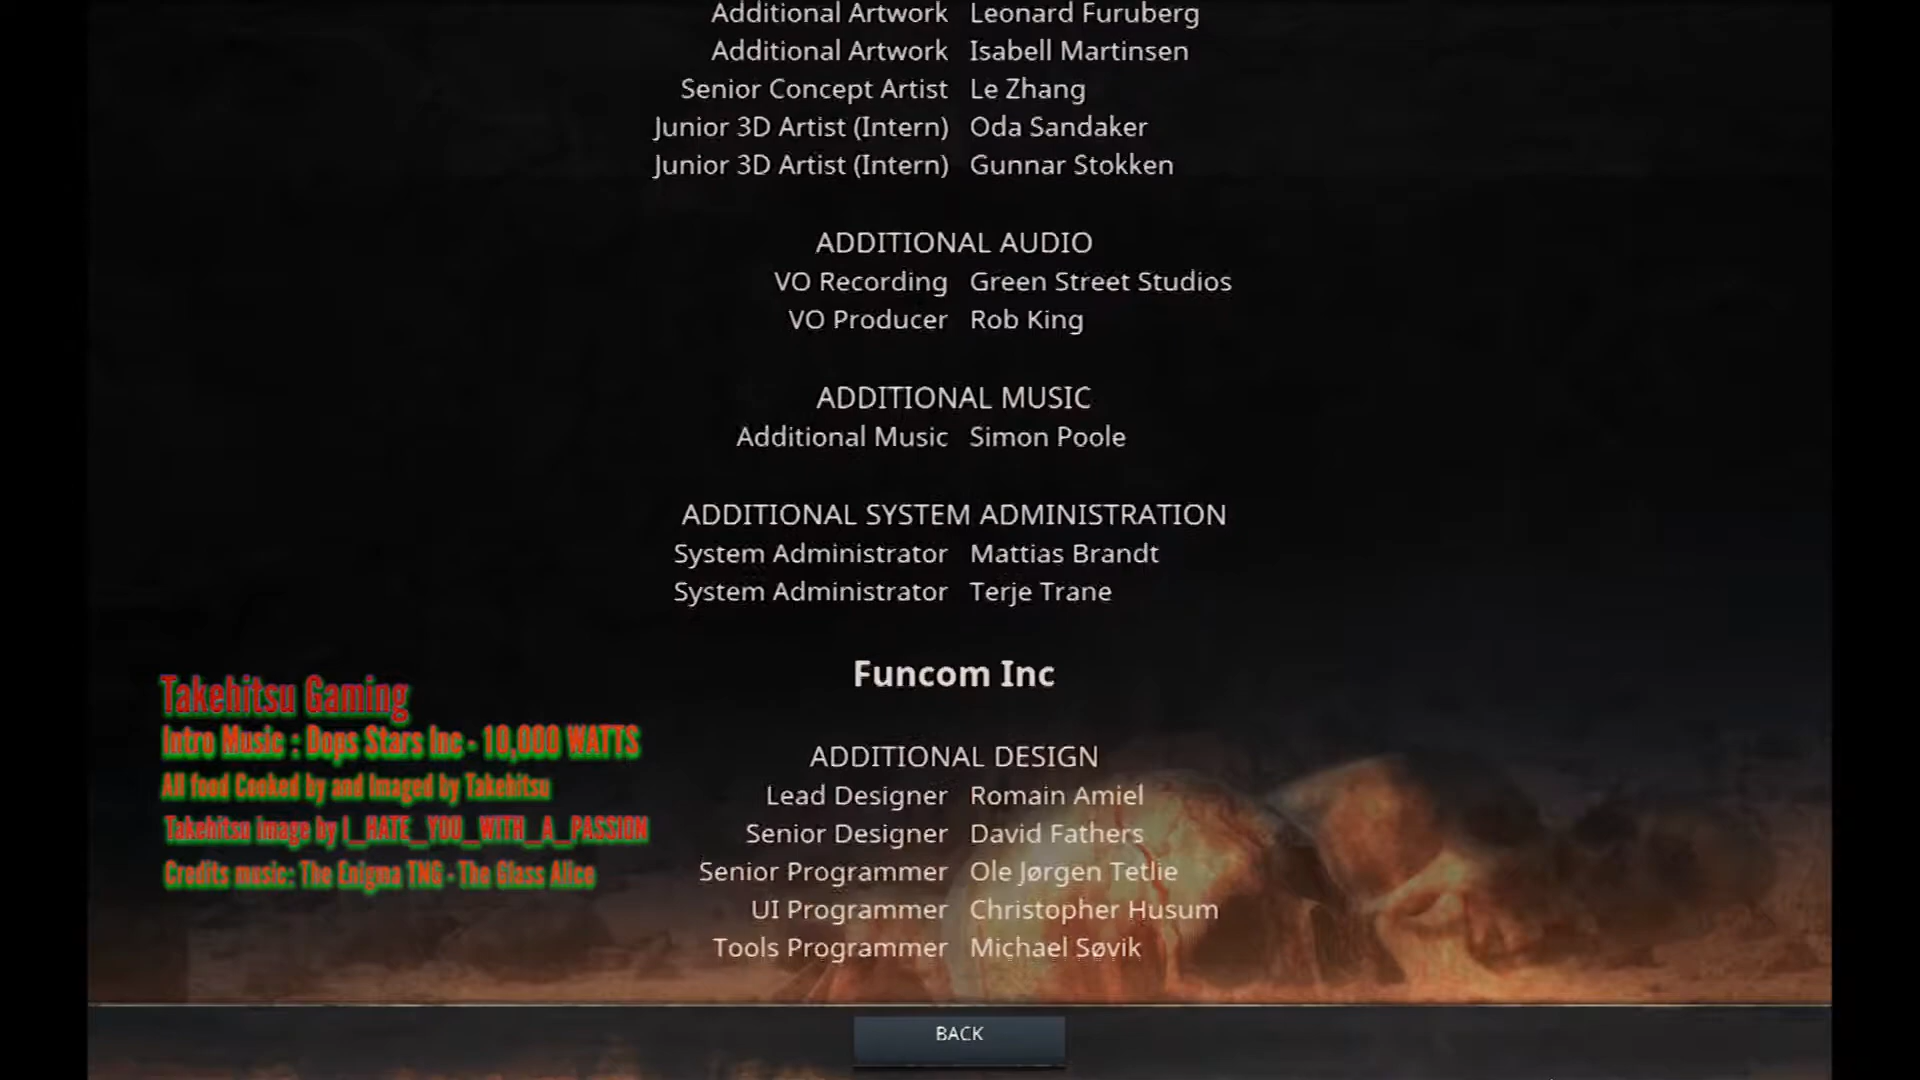 Additional Artwork Leonard Furuberg
Additional Artwork Isabell Martinsen
Senior Concept Artist Le Zhang
Junior 3D Artist (Intern) Oda Sandaker
Junior 3D Artist (Intern) Gunnar Stokken
ADDITIONAL AUDIO
VO Recording Green Street Studios
VO Producer Rob King
ADDITIONAL MUSIC
Additional Music Simon Poole
ADDITIONAL SYSTEM ADMINISTRATION
System Administrator Mattias Brandt
System Administrator Terje Trane
Funcom Inc
ADDITIONAL DESIGN
Lead Designer Romain Amiel
Senior Designer David Fathers
Senior Programmer Ole Jørgen Tetlie
UI Programmer Christopher Husum
Tools Programmer Michael Søvik
Takehitsu Gaming
Intro Music : Dops Stars Inc - 10,000 WATTS
All food Cooked by and Imaged by Takehitsu
Takehitsu image by I_HATE_YOU_WITH_A_PASSION
Credits music: The Enigma TNG - The Glass Alice
BACK